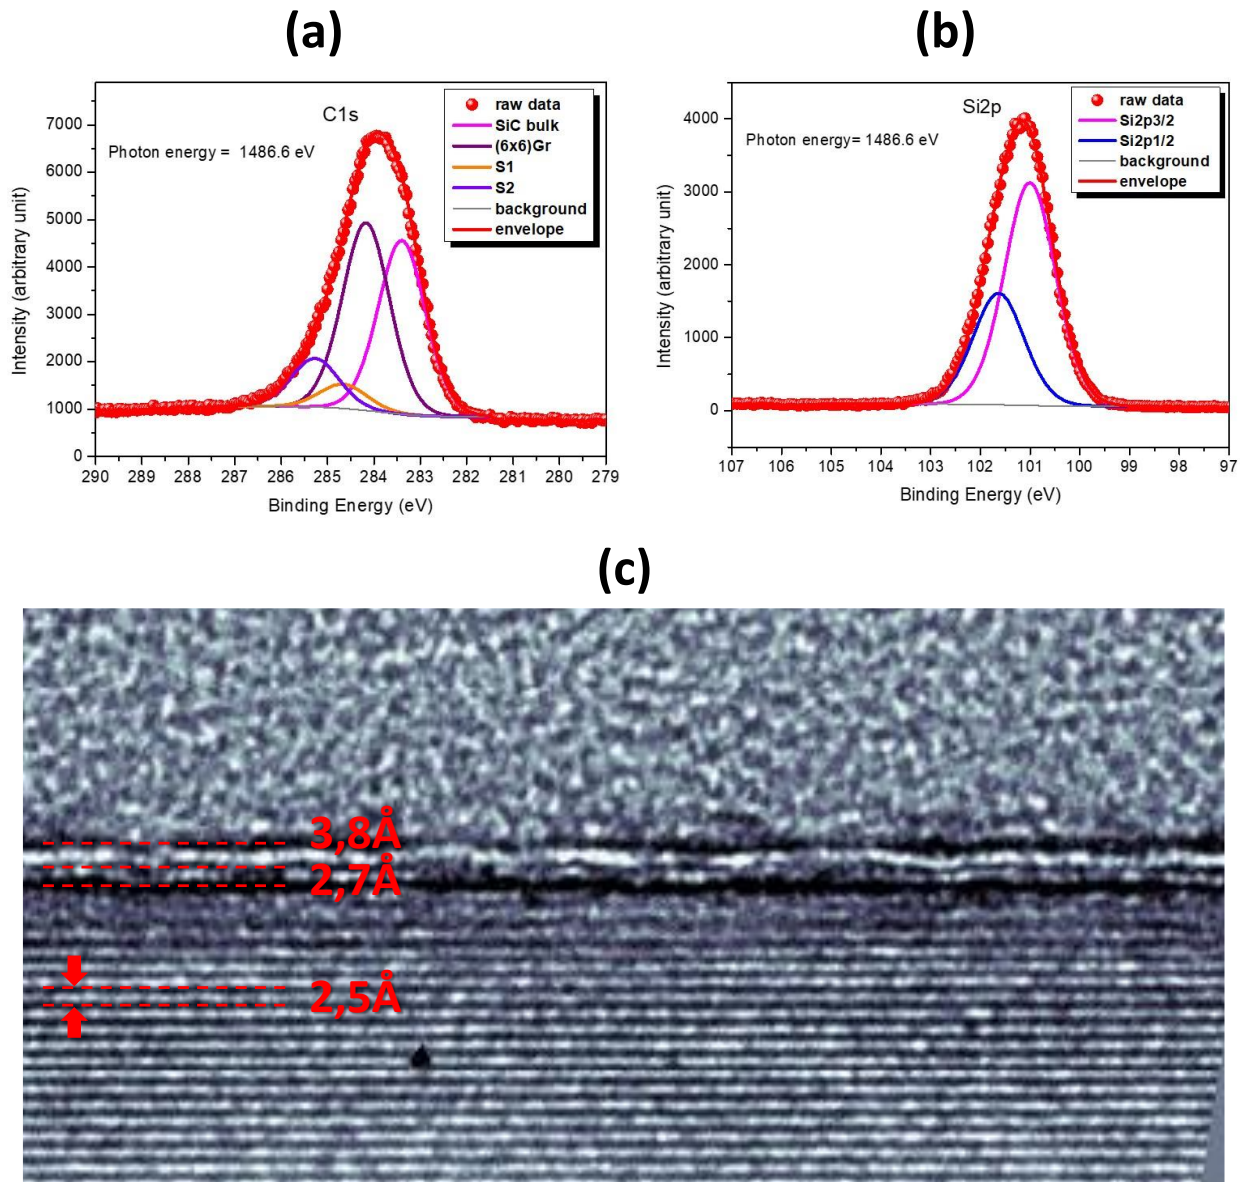 (a)
C1s
Photon energy = 1486.6 eV
raw data
SiC bulk
(6x6)Gr
S1
S2
background
envelope
Intensity (arbitrary unit)
7000
6000
5000
4000
3000
2000
1000
0
290 289 288 287 286 285 284 283 282 281 280 279
Binding Energy (eV)
(b)
Si2p
Photon energy= 1486.6 eV
raw data
Si2p3/2
Si2p1/2
background
envelope
Intensity (arbitrary unit)
4000
3000
2000
1000
0
107 106 105 104 103 102 101 100 99 98 97
Binding Energy (eV)
(c)
3,8Å
2,7Å
2,5Å